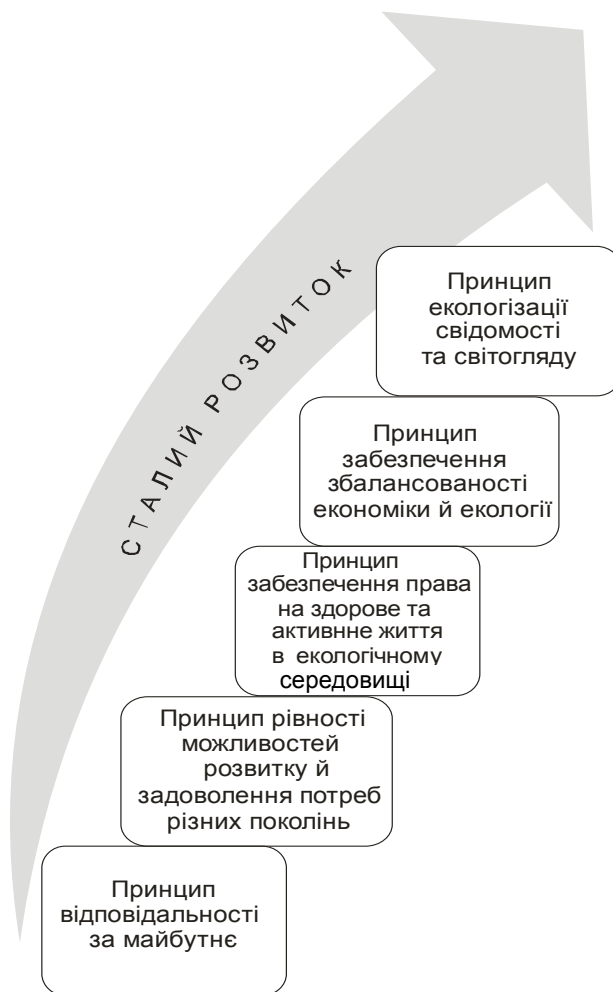 СТАЛИЙ РОЗВИТОК
Принцип
екологізації
свідомості
та світогляду
Принцип
забезпечення
збалансованості
економіки й екології
Принцип
забезпечення права
на здорове та
активнне життя
в екологічному
середовищі
Принцип рівності
можливостей
розвитку й
задоволення потреб
різних поколінь
Принцип
відповідальності
за майбутнє